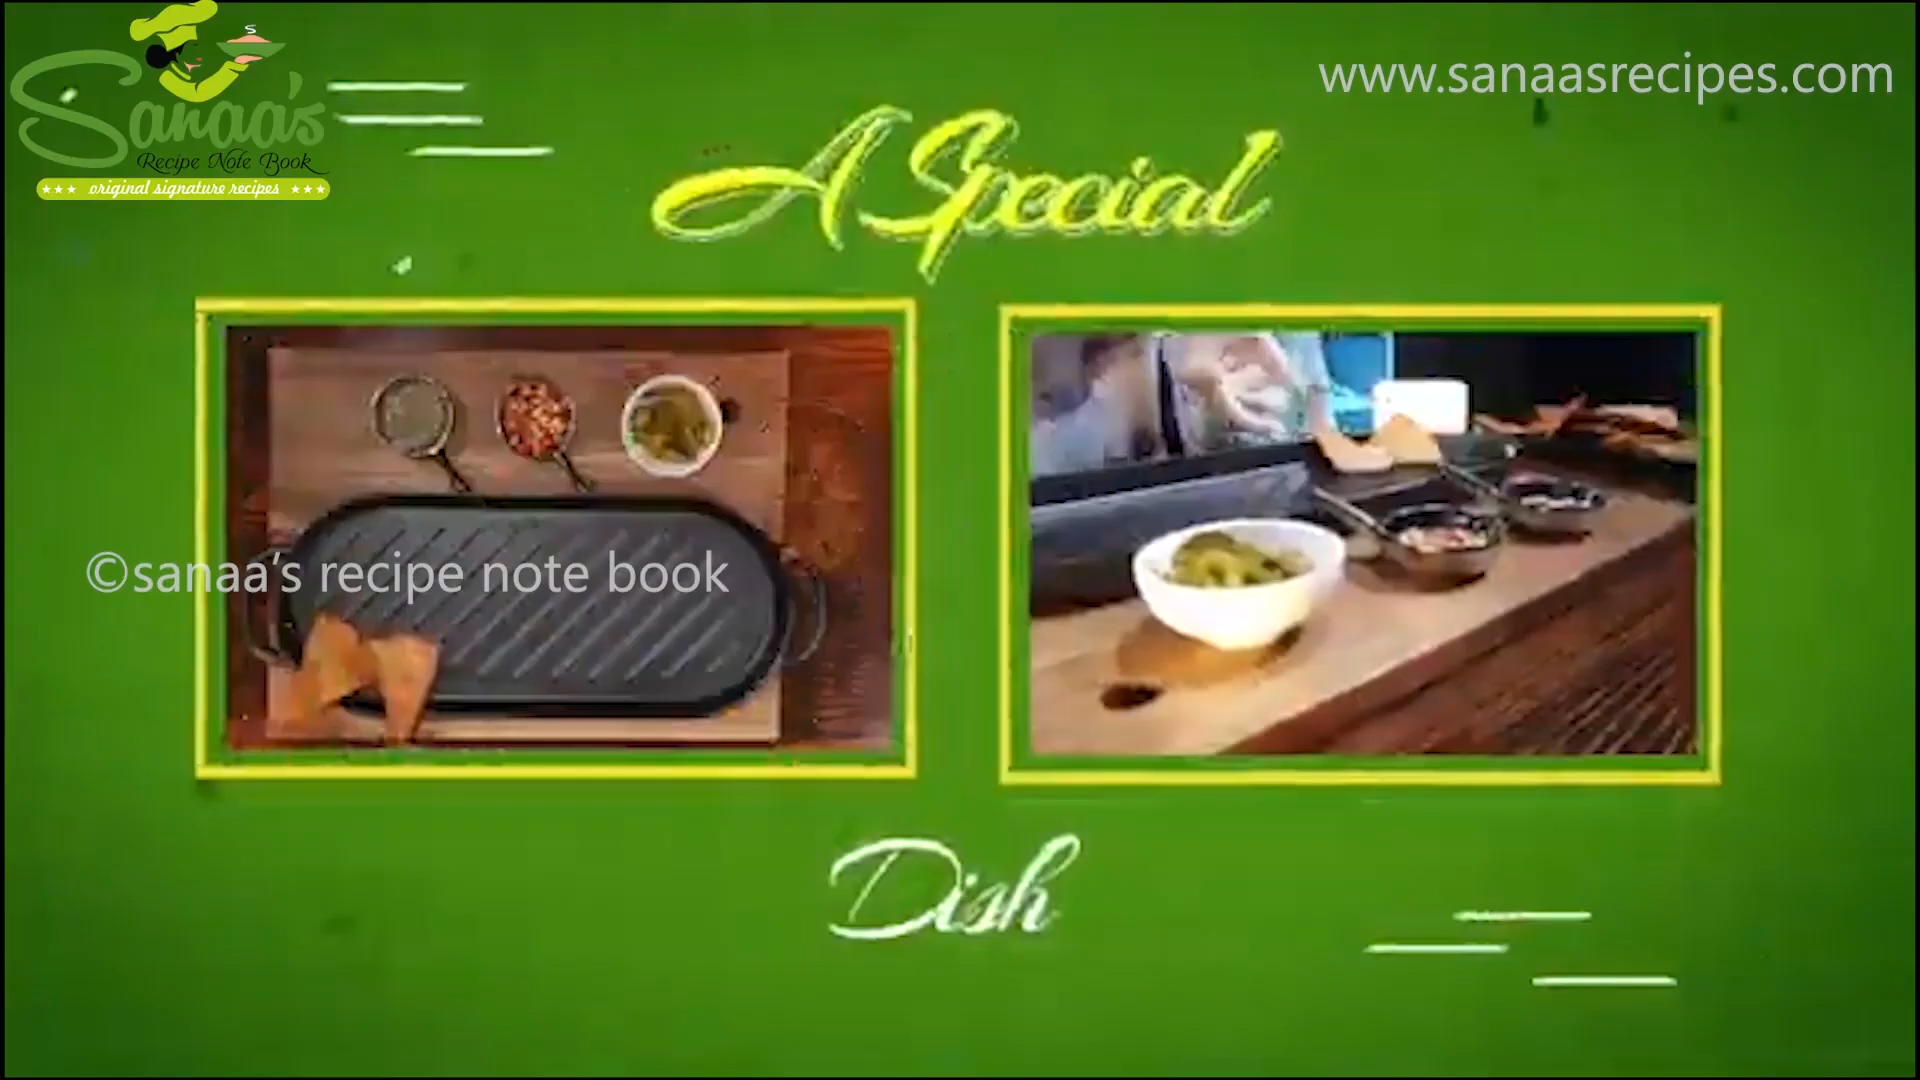 S
Sanaa's
Recipe Note Book
original signature recipes
www.sanaasrecipes.com
A Special
©sanaa's recipe note book
Dish